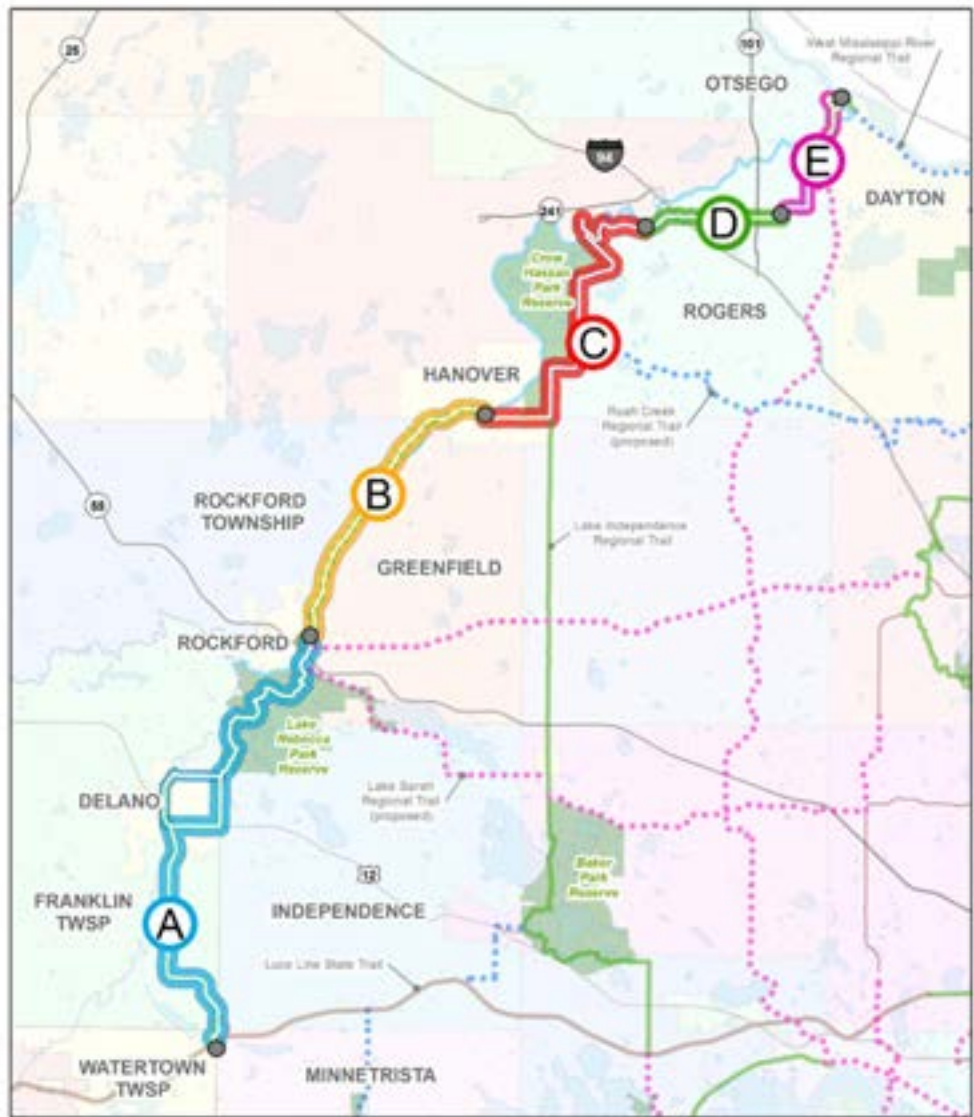 25
101
West Mississippi River
Regional Trail
OTSEGO
94
E
DAYTON
241
D
Crow
Hassan
Park
Reserve
ROGERS
C
HANOVER
Rush Creek
Regional Trail
(proposed)
B
55
ROCKFORD
TOWNSHIP
Lake Independence
Regional Trail
GREENFIELD
ROCKFORD
Lake
Rebecca
Park
Reserve
DELANO
Lake Sarah
Regional Trail
(proposed)
12
Baker
Park
Reserve
FRANKLIN
TWSP
A
INDEPENDENCE
Luce Line State Trail
WATERTOWN
TWSP
MINNETRISTA